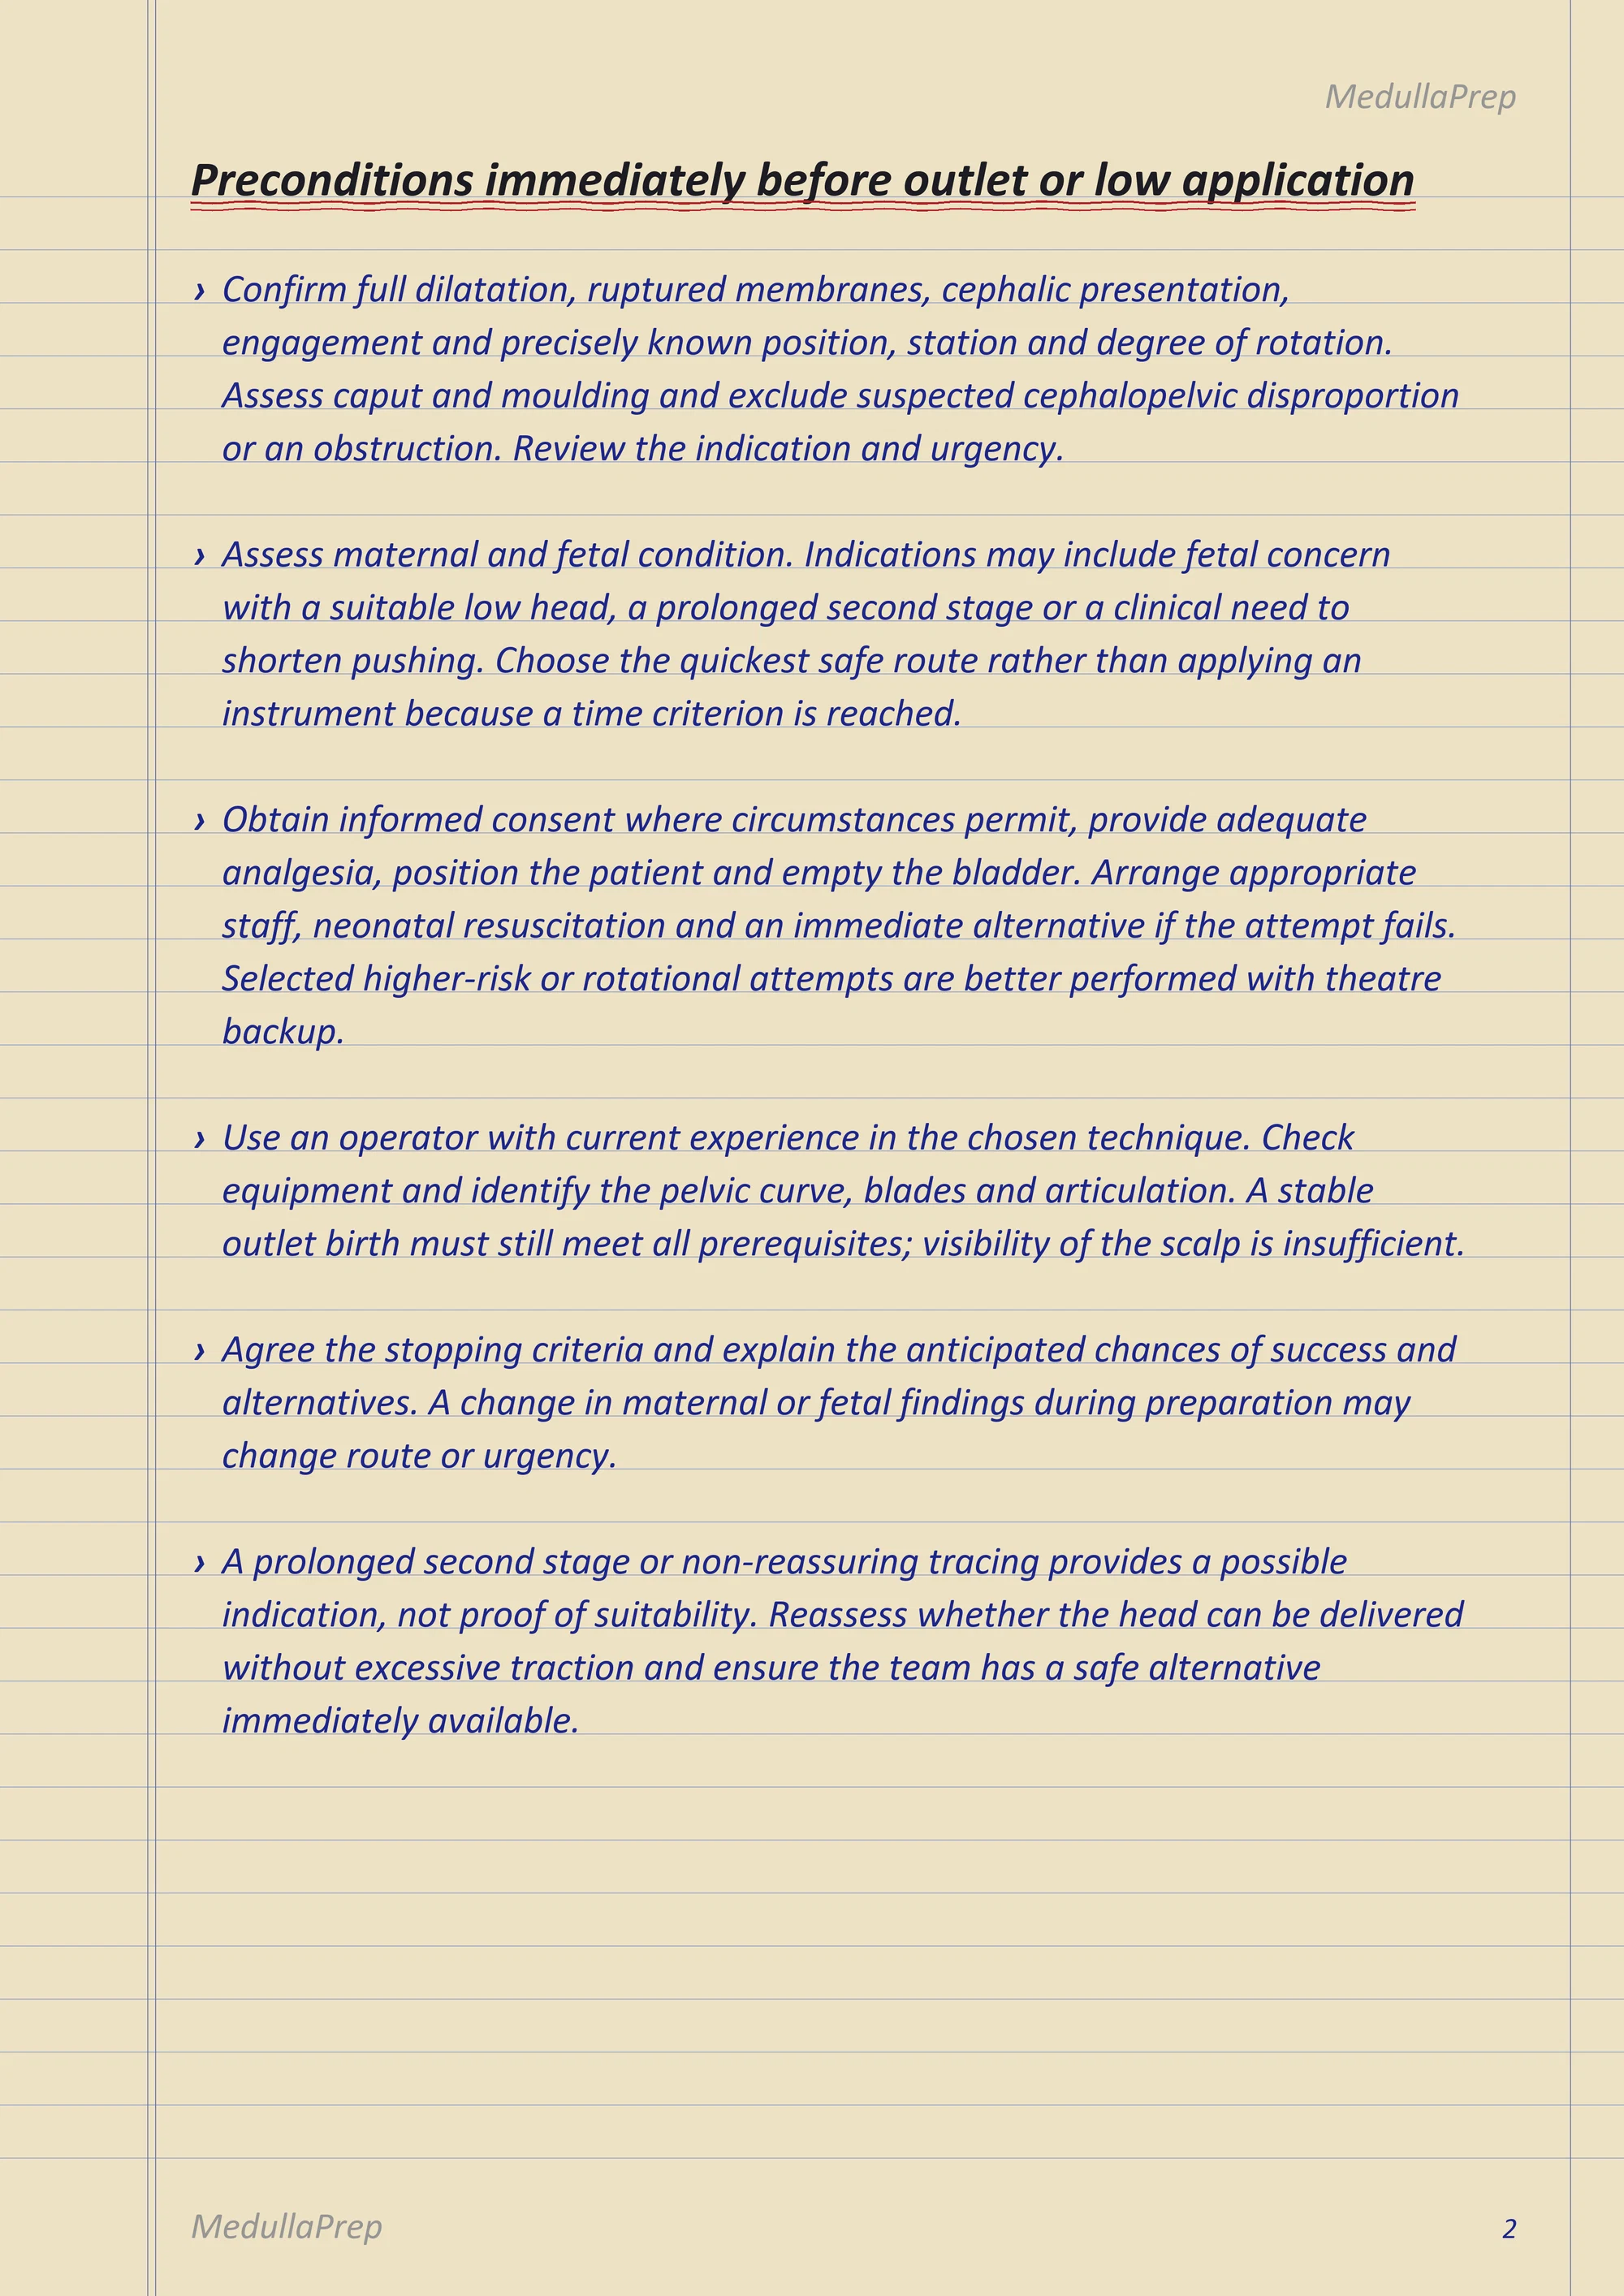 MedullaPrep
Preconditions immediately before outlet or low application
› Confirm full dilatation, ruptured membranes, cephalic presentation,
engagement and precisely known position, station and degree of rotation.
Assess caput and moulding and exclude suspected cephalopelvic disproportion
or an obstruction. Review the indication and urgency.
› Assess maternal and fetal condition. Indications may include fetal concern
with a suitable low head, a prolonged second stage or a clinical need to
shorten pushing. Choose the quickest safe route rather than applying an
instrument because a time criterion is reached.
› Obtain informed consent where circumstances permit, provide adequate
analgesia, position the patient and empty the bladder. Arrange appropriate
staff, neonatal resuscitation and an immediate alternative if the attempt fails.
Selected higher-risk or rotational attempts are better performed with theatre
backup.
› Use an operator with current experience in the chosen technique. Check
equipment and identify the pelvic curve, blades and articulation. A stable
outlet birth must still meet all prerequisites; visibility of the scalp is insufficient.
› Agree the stopping criteria and explain the anticipated chances of success and
alternatives. A change in maternal or fetal findings during preparation may
change route or urgency.
› A prolonged second stage or non-reassuring tracing provides a possible
indication, not proof of suitability. Reassess whether the head can be delivered
without excessive traction and ensure the team has a safe alternative
immediately available.
MedullaPrep
2